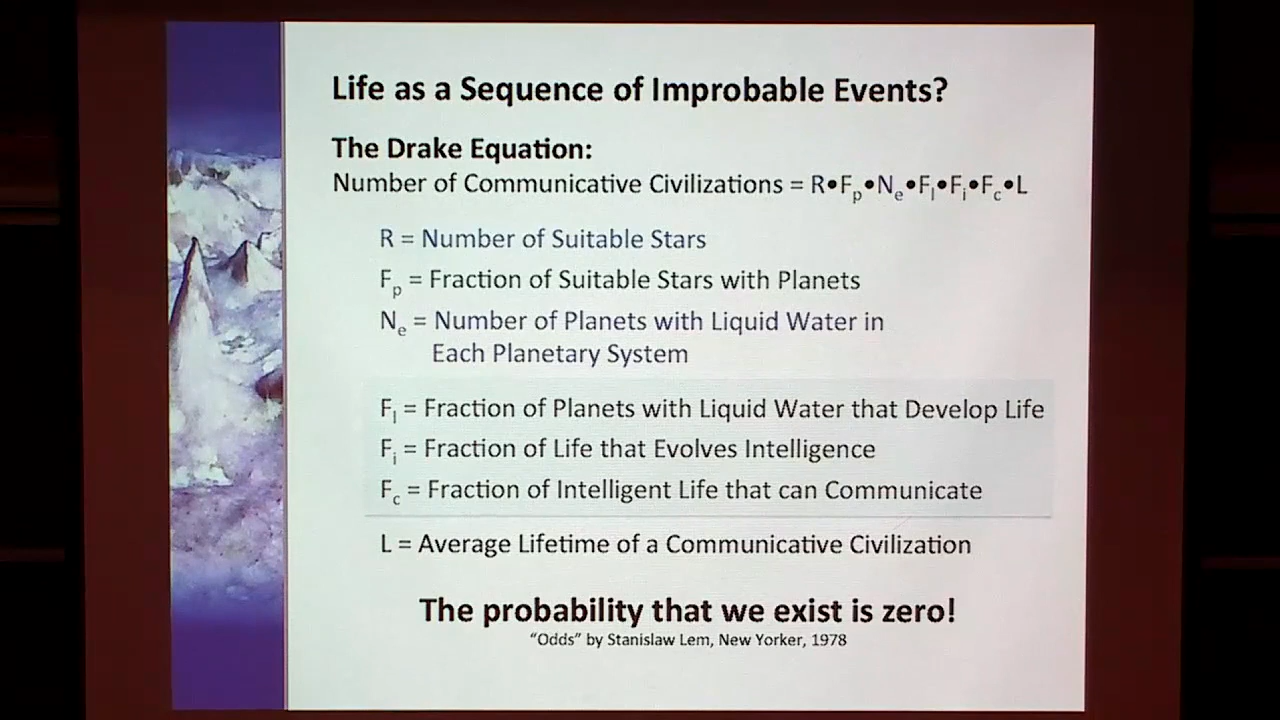 Life as a Sequence of Improbable Events?
The Drake Equation:
Number of Communicative Civilizations = R•Fp•Ne•Fl•Fi•Fc•L
R = Number of Suitable Stars
Fp = Fraction of Suitable Stars with Planets
Ne = Number of Planets with Liquid Water in
Each Planetary System
Fl = Fraction of Planets with Liquid Water that Develop Life
Fi = Fraction of Life that Evolves Intelligence
Fc = Fraction of Intelligent Life that can Communicate
L = Average Lifetime of a Communicative Civilization
The probability that we exist is zero!
“Odds” by Stanislaw Lem, New Yorker, 1978